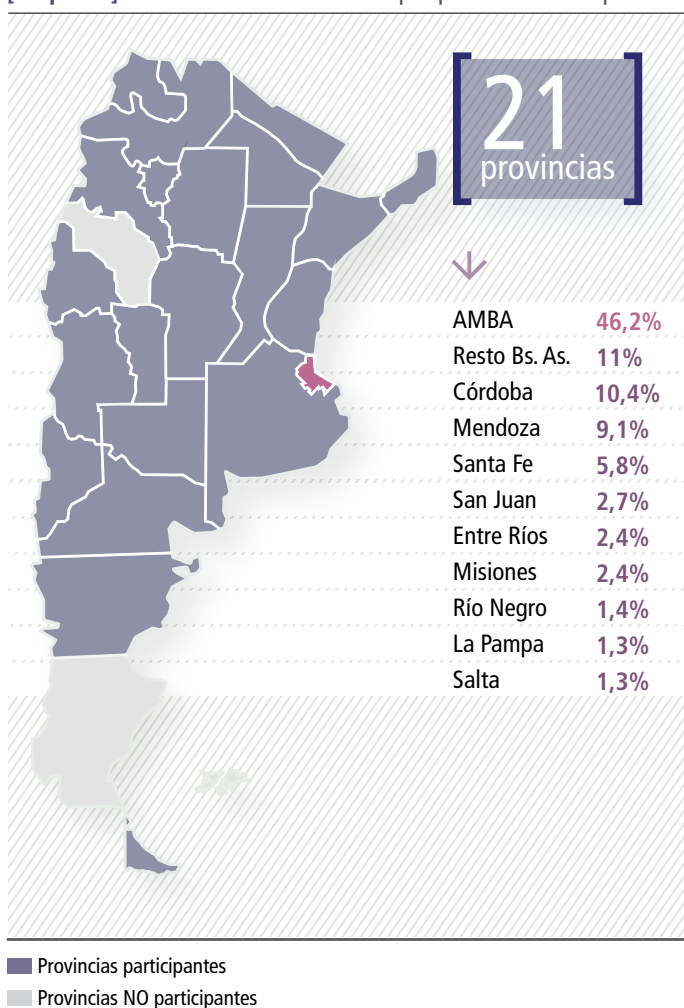 21
provincias
AMBA 46,2%
Resto Bs. As. 11%
Córdoba 10,4%
Mendoza 9,1%
Santa Fe 5,8%
San Juan 2,7%
Entre Ríos 2,4%
Misiones 2,4%
Río Negro 1,4%
La Pampa 1,3%
Salta 1,3%
Provincias participantes
Provincias NO participantes